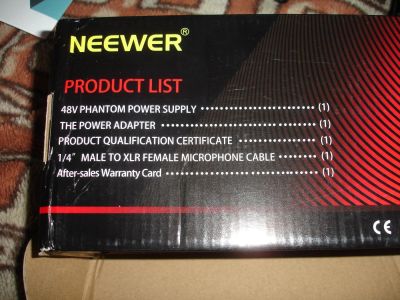 NEEWER®
PRODUCT LIST
48V PHANTOM POWER SUPPLY ···················· (1)
THE POWER ADAPTER ···························· (1)
PRODUCT QUALIFICATION CERTIFICATE ············· (1)
1/4" MALE TO XLR FEMALE MICROPHONE CABLE ········ (1)
After-sales Warranty Card ···························· (1)
CE